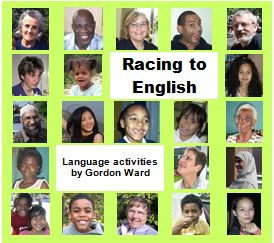 Racing to
English
Language activities
by Gordon Ward